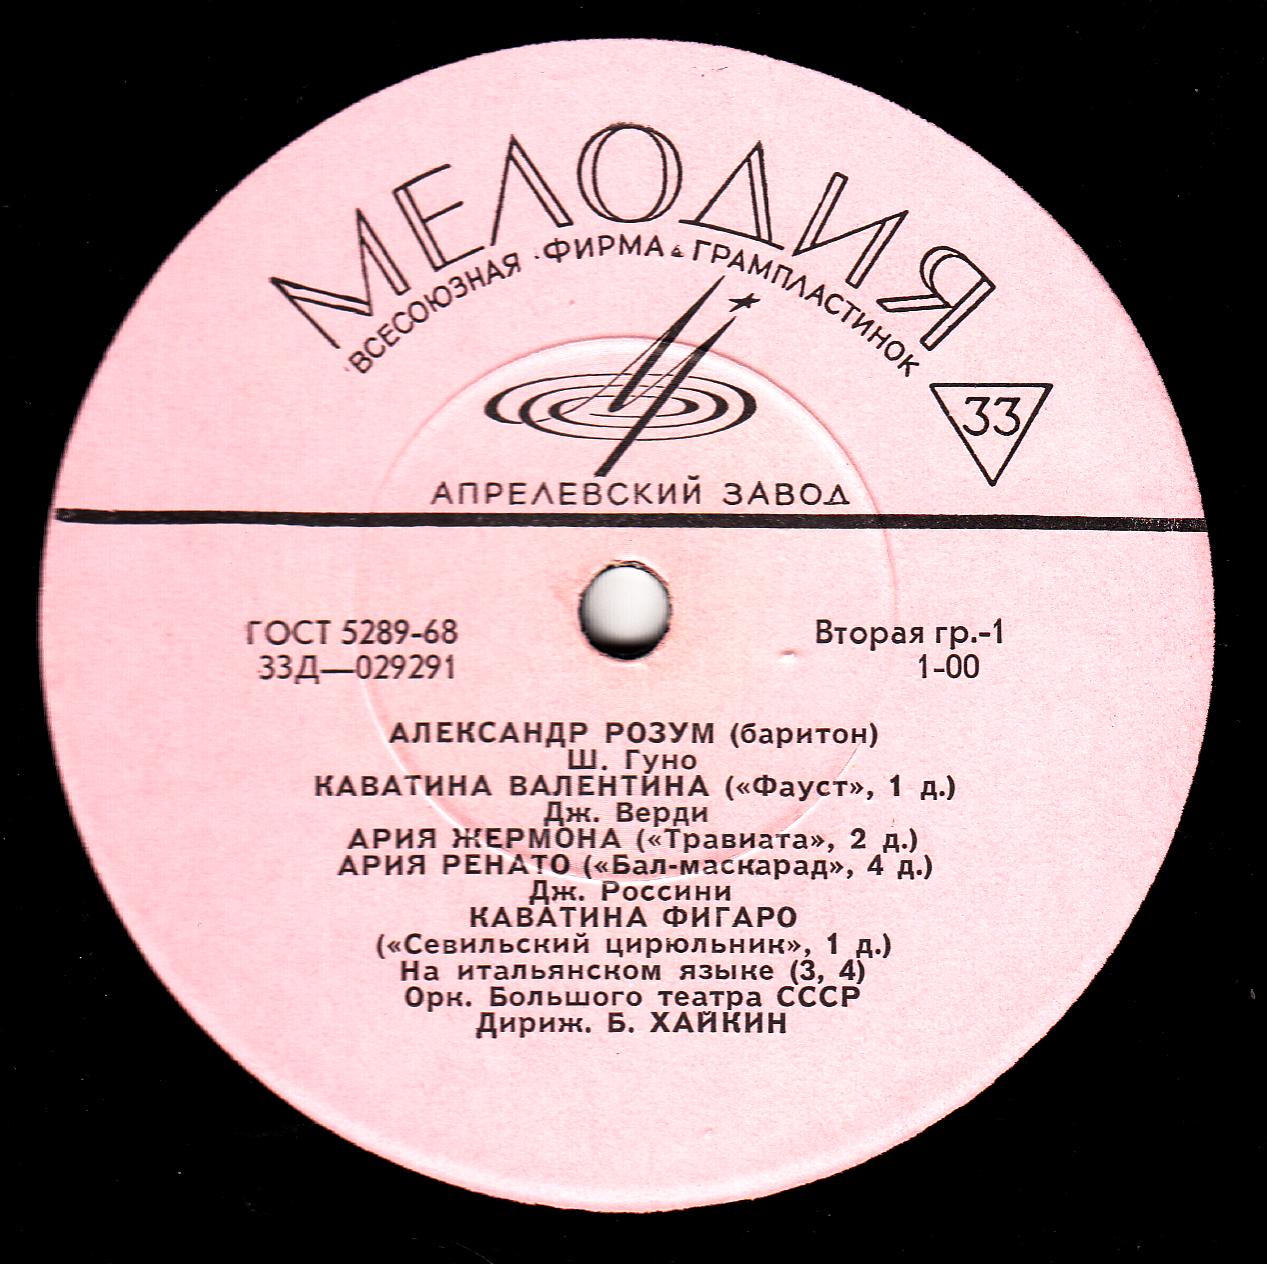 МЕЛОДИЯ
ВСЕСОЮЗНАЯ ФИРМА ГРАМПЛАСТИНОК
33
АПРЕЛЕВСКИЙ ЗАВОД
ГОСТ 5289-68
Вторая гр.-1
33Д—029291
1-00
АЛЕКСАНДР РОЗУМ (баритон)
Ш. Гуно
КАВАТИНА ВАЛЕНТИНА («Фауст», 1 д.)
Дж. Верди
АРИЯ ЖЕРМОНА («Травиата», 2 д.)
АРИЯ РЕНАТО («Бал-маскарад», 4 д.)
Дж. Россини
КАВАТИНА ФИГАРО
(«Севильский цирюльник», 1 д.)
На итальянском языке (3, 4)
Орк. Большого театра СССР
Дириж. Б. ХАЙКИН